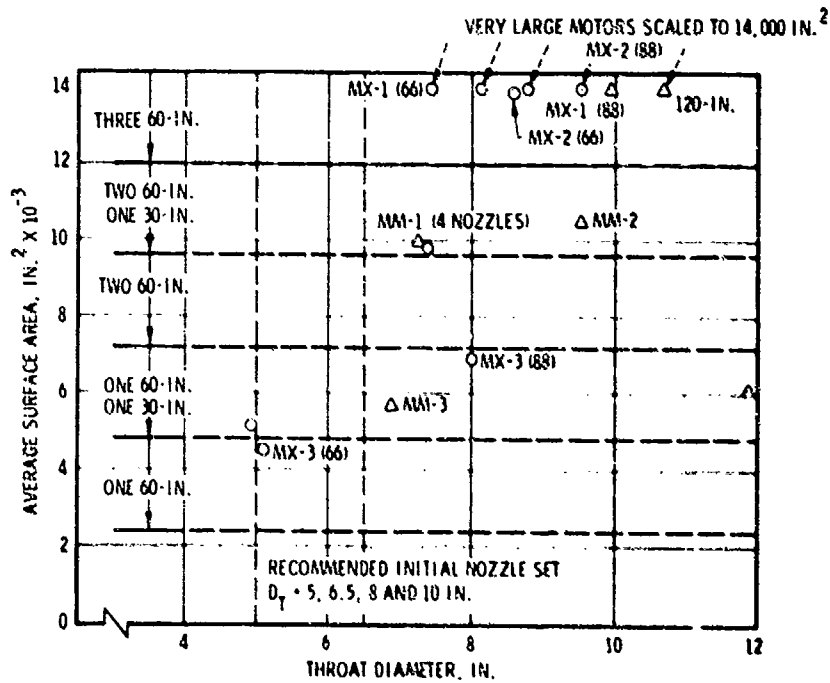 VERY LARGE MOTORS SCALED TO 14,000 IN.²
MX-2 (88)
MX-1 (66)
MX-1 (88)
120-IN.
MX-2 (66)
THREE 60-IN.
TWO 60-IN.
ONE 30-IN.
MM-1 (4 NOZZLES)
MM-2
TWO 60-IN.
MX-3 (88)
ONE 60-IN.
ONE 30-IN.
MM-3
MX-3 (66)
ONE 60-IN.
RECOMMENDED INITIAL NOZZLE SET
D_T = 5, 6.5, 8 AND 10 IN.
AVERAGE SURFACE AREA, IN.² X 10⁻³
14
12
10
8
6
4
2
0
4
6
8
10
12
THROAT DIAMETER, IN.